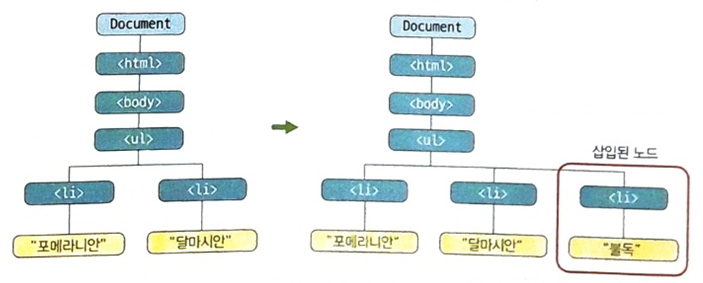 Document
<html>
<body>
<ul>
<li>
<li>
"포메라니안"
"달마시안"
Document
<html>
<body>
<ul>
삽입된 노드
<li>
<li>
<li>
"포메라니안"
"달마시안"
"불독"